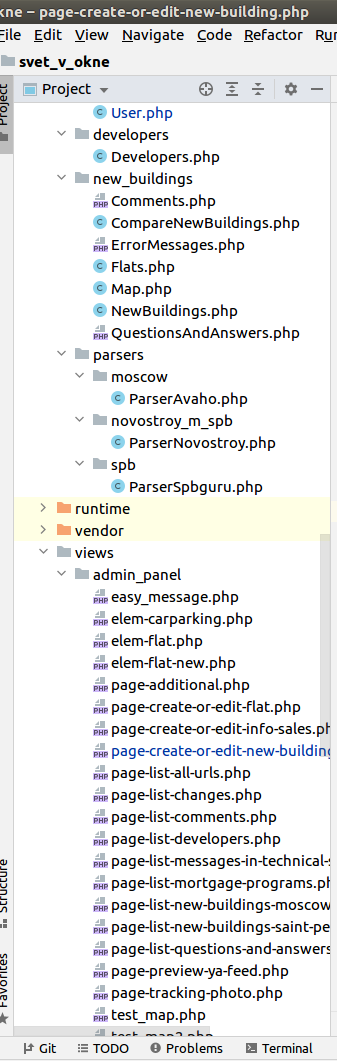 kne – page-create-or-edit-new-building.php
File Edit View Navigate Code Refactor Ru
svet_v_okne
Project
Project
User.php
developers
Developers.php
new_buildings
Comments.php
CompareNewBuildings.php
ErrorMessages.php
Flats.php
Map.php
NewBuildings.php
QuestionsAndAnswers.php
parsers
moscow
ParserAvaho.php
novostroy_m_spb
ParserNovostroy.php
spb
ParserSpbguru.php
runtime
vendor
views
admin_panel
easy_message.php
elem-carparking.php
elem-flat.php
elem-flat-new.php
page-additional.php
page-create-or-edit-flat.php
page-create-or-edit-info-sales.ph
page-create-or-edit-new-building
page-list-all-urls.php
page-list-changes.php
page-list-comments.php
page-list-developers.php
page-list-messages-in-technical-s
page-list-mortgage-programs.ph
page-list-new-buildings-moscow
page-list-new-buildings-saint-pe
page-list-questions-and-answers
page-preview-ya-feed.php
page-tracking-photo.php
test_map.php
test_map2.php
Structure
Favorites
Git TODO Problems Terminal